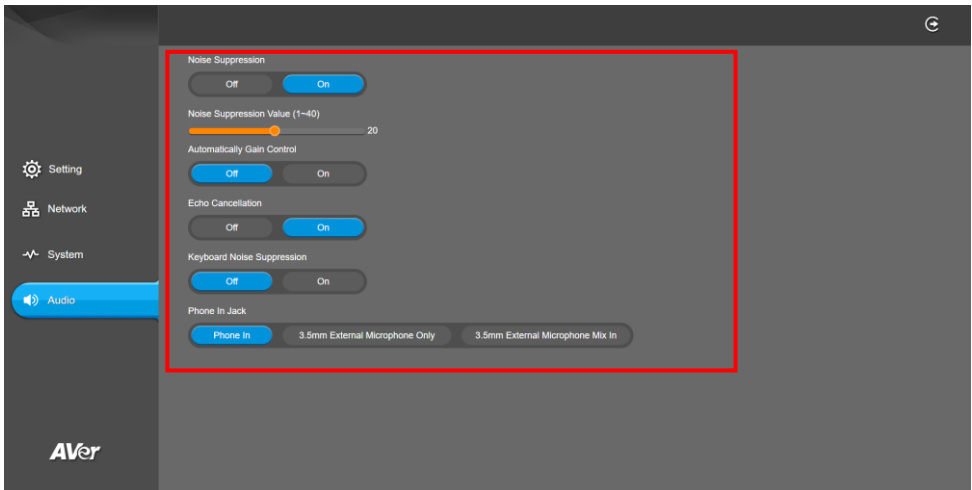 Noise Suppression
Off On
Noise Suppression Value (1~40)
20
Automatically Gain Control
Off On
Echo Cancellation
Off On
Keyboard Noise Suppression
Off On
Phone In Jack
Phone In 3.5mm External Microphone Only 3.5mm External Microphone Mix In
Setting
Network
System
Audio
AVer